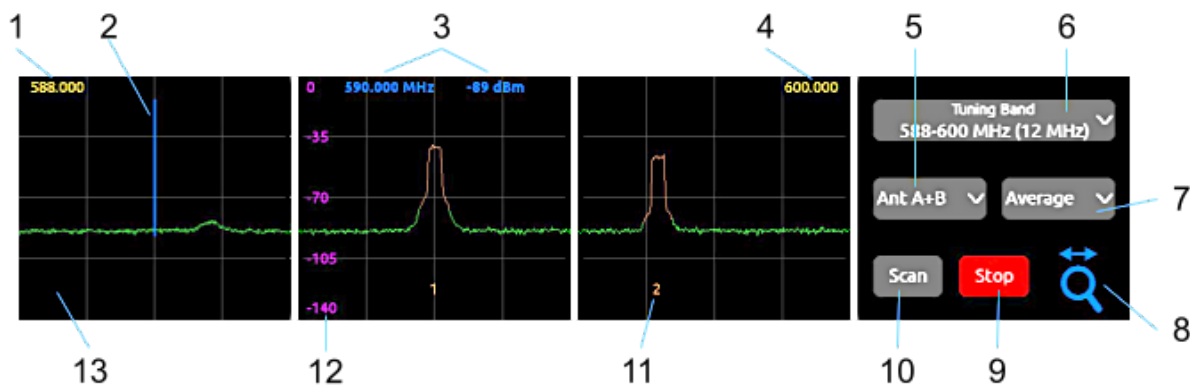 1
2
3
4
5
6
588.000
0
590.000 MHz
-89 dBm
600.000
Tuning Band
588-600 MHz (12 MHz)
-35
-70
Ant A+B
Average
7
-105
Scan
Stop
1
2
-140
8
13
12
11
10
9